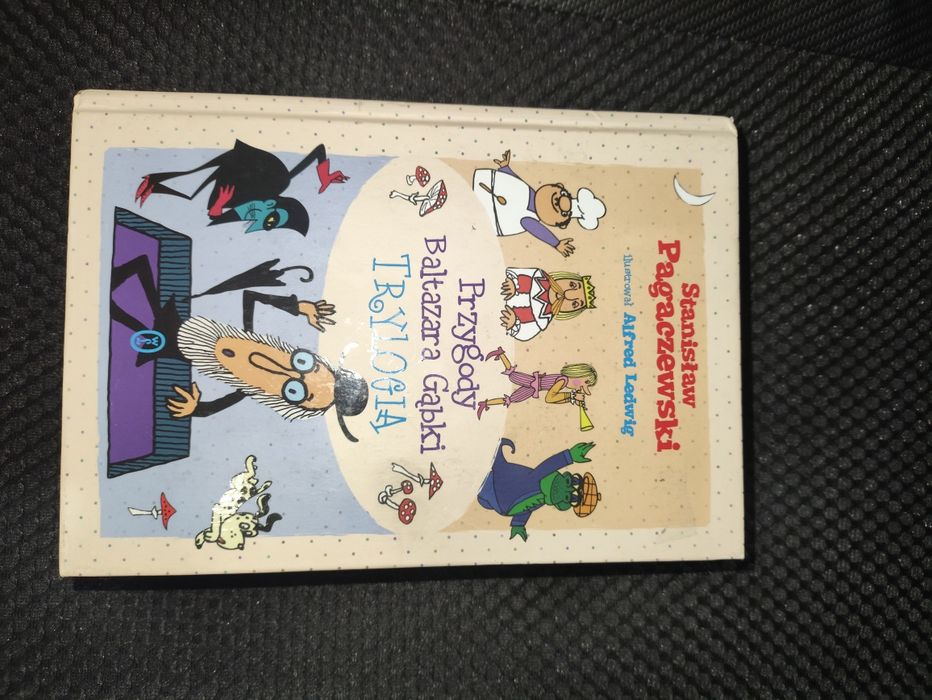 Stanisław
Pagaczewski
Ilustrował Alfred Ledwig
Przygody
Baltazara Gąbki
TRYLOGIA